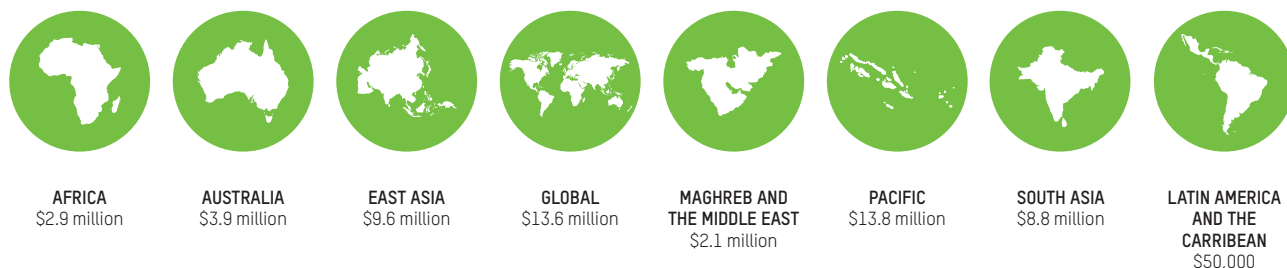 AFRICA
$2.9 million
AUSTRALIA
$3.9 million
EAST ASIA
$9.6 million
GLOBAL
$13.6 million
MAGHREB AND
THE MIDDLE EAST
$2.1 million
PACIFIC
$13.8 million
SOUTH ASIA
$8.8 million
LATIN AMERICA
AND THE
CARRIBEAN
$50.000